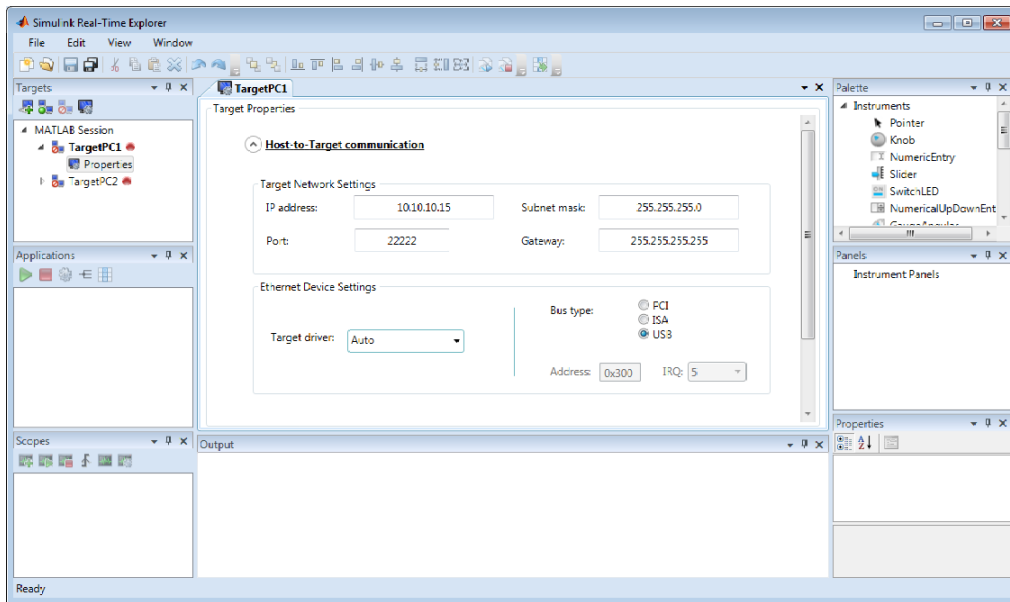 Simulink Real-Time Explorer
File Edit View Window
Targets
MATLAB Session
TargetPC1
Properties
TargetPC2
Applications
Scopes
TargetPC1
Target Properties
Host-to-Target communication
Target Network Settings
IP address: 10.10.10.15 Subnet mask: 255.255.255.0
Port: 22222 Gateway: 255.255.255.255
Ethernet Device Settings
Target driver: Auto
Bus type: PCI
ISA
USB
Address: 0x300 IRQ: 5
Output
Palette
Instruments
Pointer
Knob
NumericEntry
Slider
SwitchLED
NumericalUpDownEnt
Panels
Instrument Panels
Properties
Ready